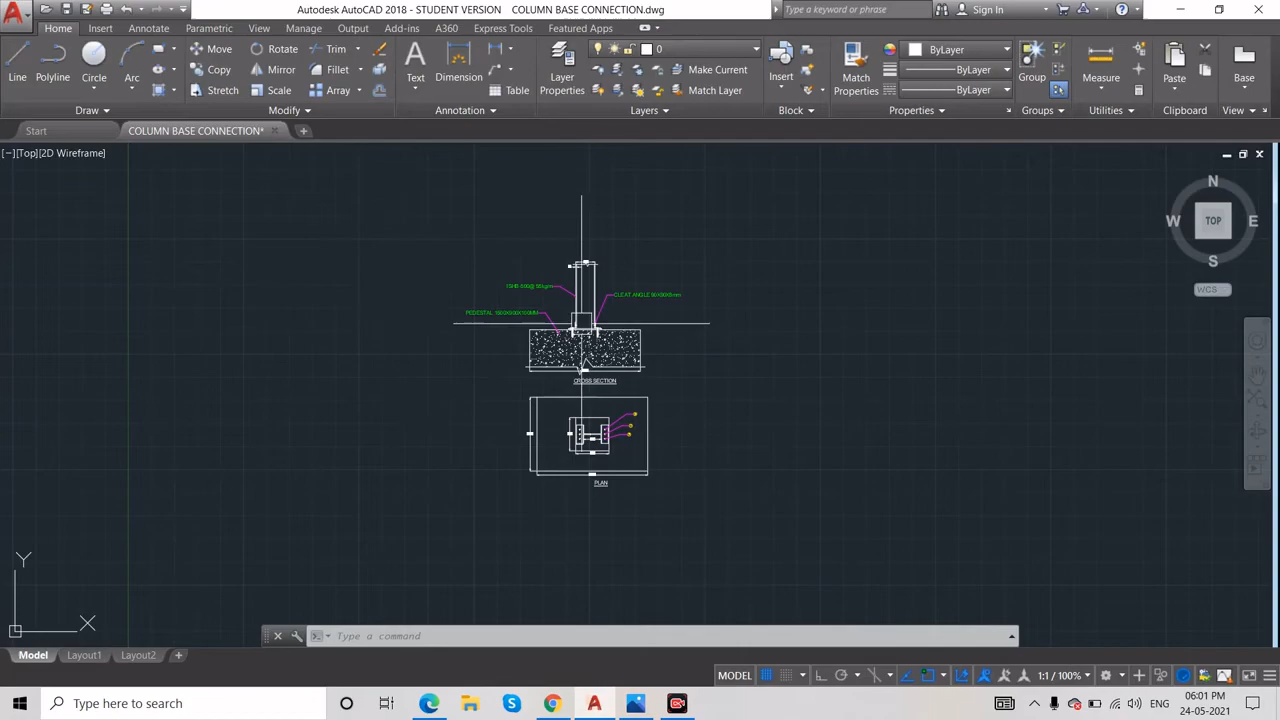 Autodesk AutoCAD 2018 - STUDENT VERSION COLUMN BASE CONNECTION.dwg
Type a keyword or phrase
Sign In
Home Insert Annotate Parametric View Manage Output Add-ins A360 Express Tools Featured Apps
Line Polyline Circle Arc
Move Rotate Trim
Copy Mirror Fillet
Stretch Scale Array
Text Dimension Table
Layer Properties
0
Make Current
Match Layer
Insert
Match Properties
ByLayer
ByLayer
ByLayer
Group Measure Paste Base
Draw Modify Annotation Layers Block Properties Groups Utilities Clipboard View
Start COLUMN BASE CONNECTION*
[−][Top][2D Wireframe]
N
W TOP E
S
WCS
CLEAT ANGLE
PEDESTAL
CROSS SECTION
PLAN
Y
X
Type a command
Model Layout1 Layout2
MODEL 1:1 / 100%
Type here to search
ENG
06:01 PM
24-05-2021